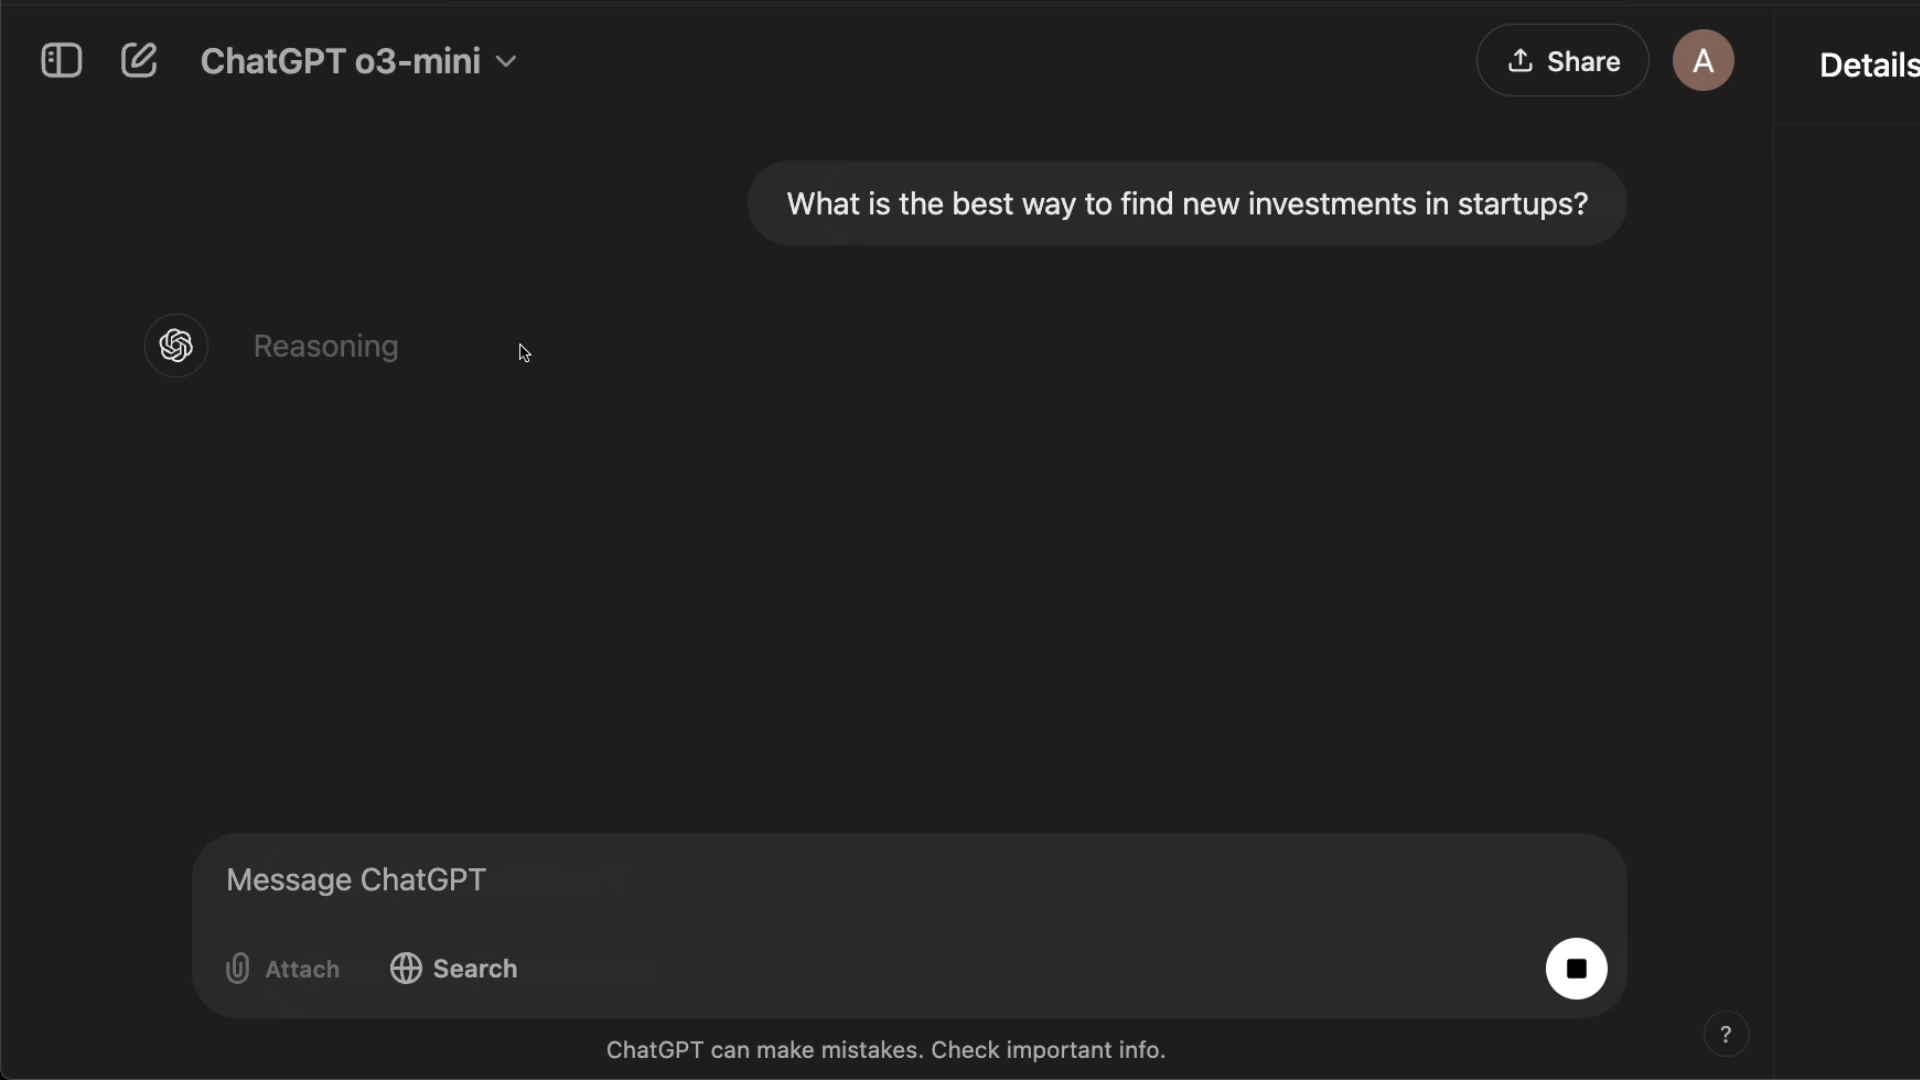 ChatGPT o3-mini
Share
A
Details
What is the best way to find new investments in startups?
Reasoning
Message ChatGPT
Attach
Search
ChatGPT can make mistakes. Check important info.
?